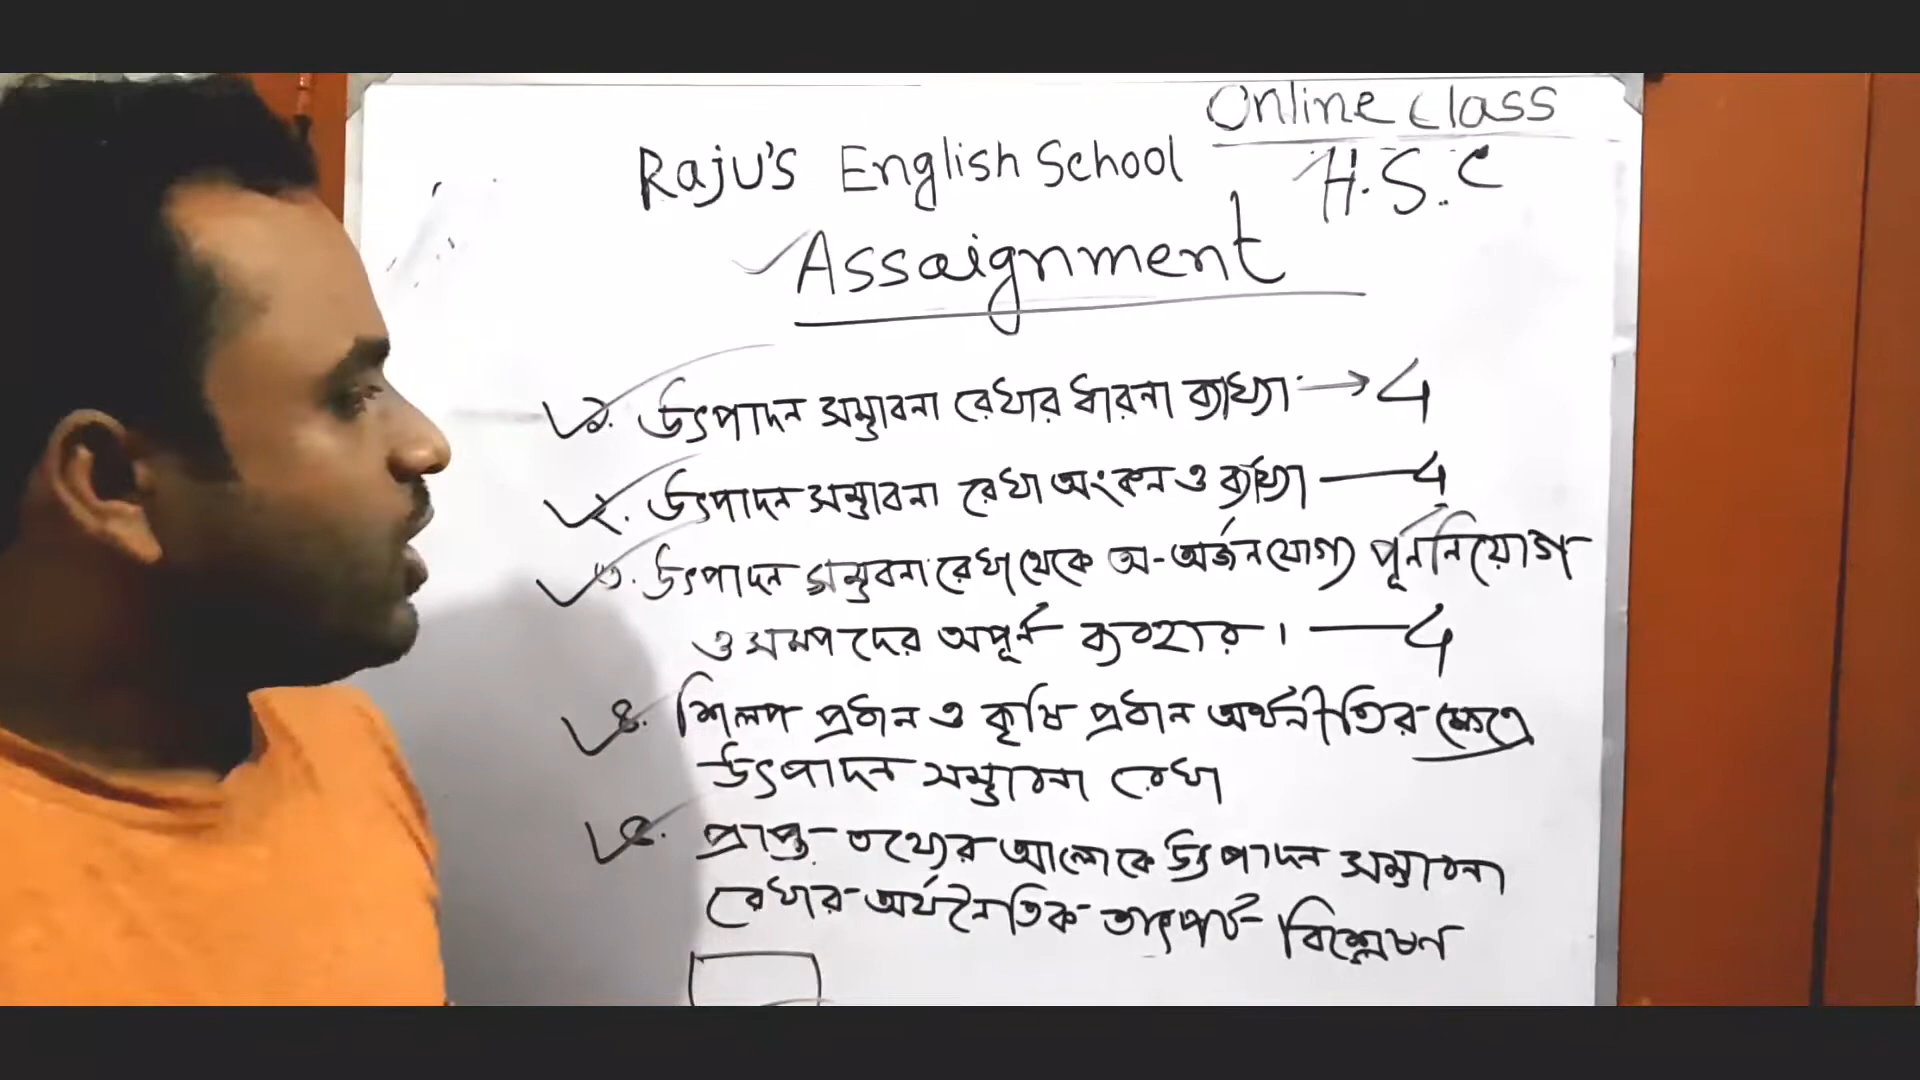 Online class
Raju's English School
H.S.C
Assaignment
১. উৎপাদন সম্ভাবনা রেখার ধারনা ব্যাখ্যা → 4
২. উৎপাদন সম্ভাবনা রেখা অংকন ও ব্যাখ্যা — 4
৩. উৎপাদন সম্ভবনা রেখা থেকে অ-অর্জনযোগ্য পূর্ননিয়োগ
ও সম্পদের অপূর্ন ব্যবহার। — 4
৪. শিল্প প্রধান ও কৃষি প্রধান অর্থনীতির ক্ষেত্রে
উৎপাদন সম্ভাবনা রেখা
৫. প্রাপ্ত তথ্যের আলোকে উৎপাদন সম্ভাবনা
রেখার অর্থনৈতিক তাৎপর্য বিশ্লেষন